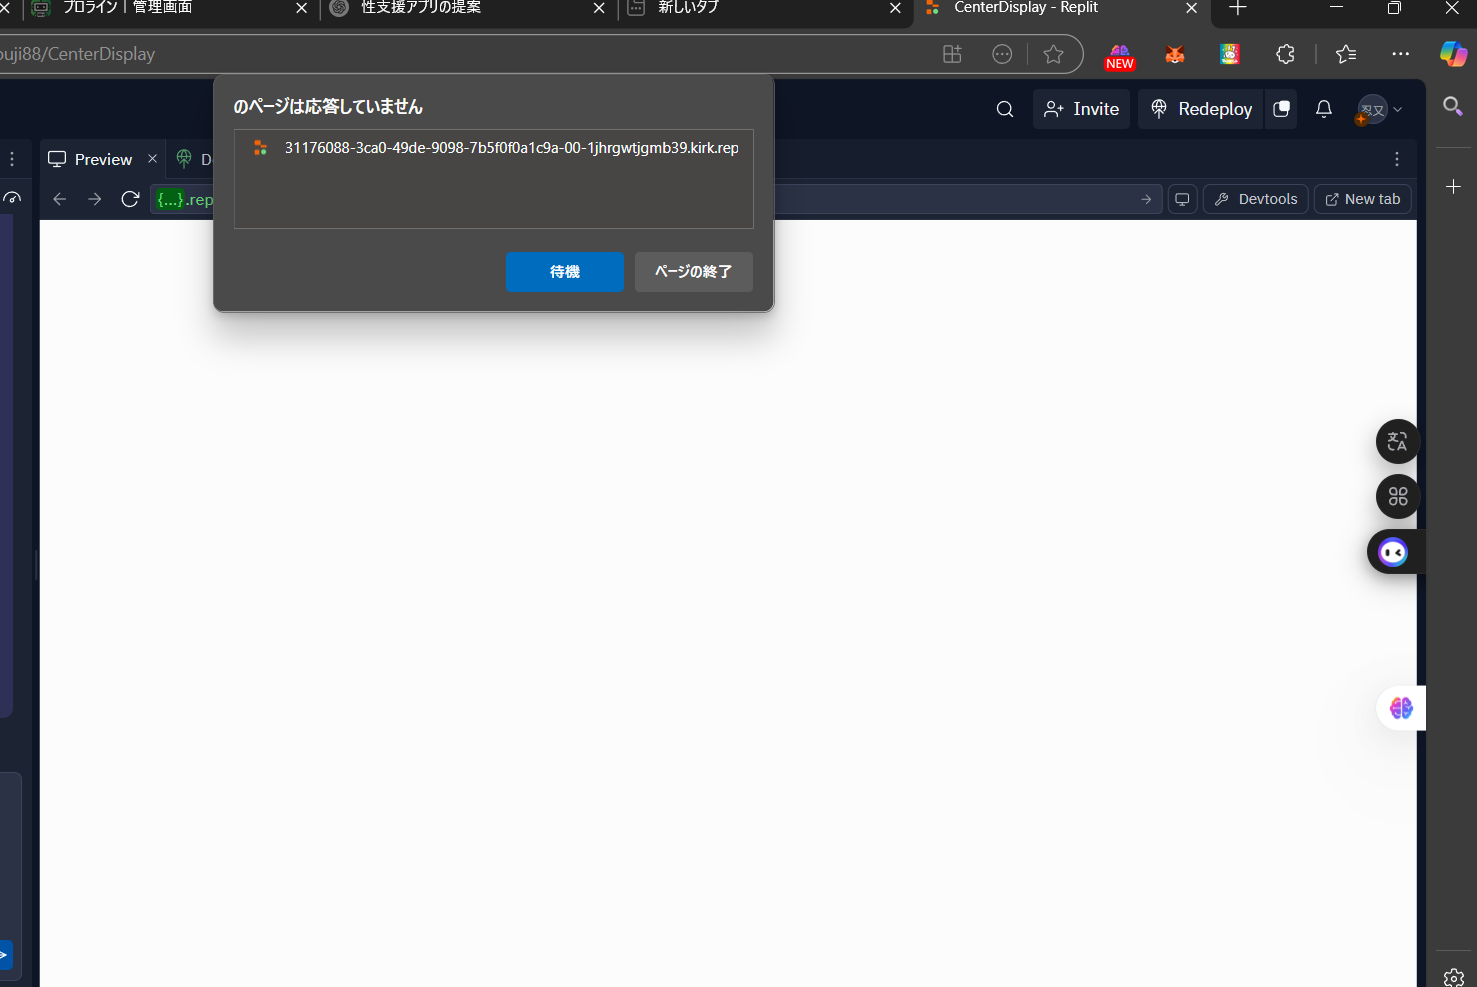 プロライン | 管理画面
性支援アプリの提案
新しいタブ
CenterDisplay - Replit
ouji88/CenterDisplay
NEW
のページは応答していません
31176088-3ca0-49de-9098-7b5f0f0a1c9a-00-1jhrgwtjgmb39.kirk.rep
待機
ページの終了
Invite
Redeploy
Preview
D
{...}.rep
Devtools
New tab